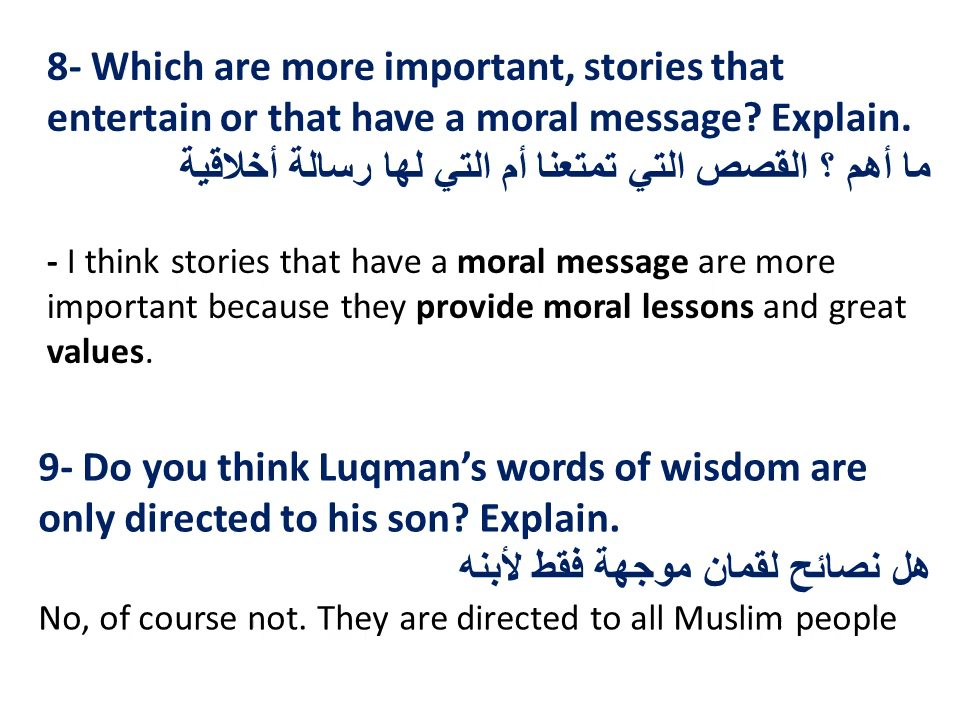 8- Which are more important, stories that
entertain or that have a moral message? Explain.
ما أهم ؟ القصص التي تمتعنا أم التي لها رسالة أخلاقية
- I think stories that have a moral message are more
important because they provide moral lessons and great
values.
9- Do you think Luqman’s words of wisdom are
only directed to his son? Explain.
هل نصائح لقمان موجهة فقط لأبنه
No, of course not. They are directed to all Muslim people